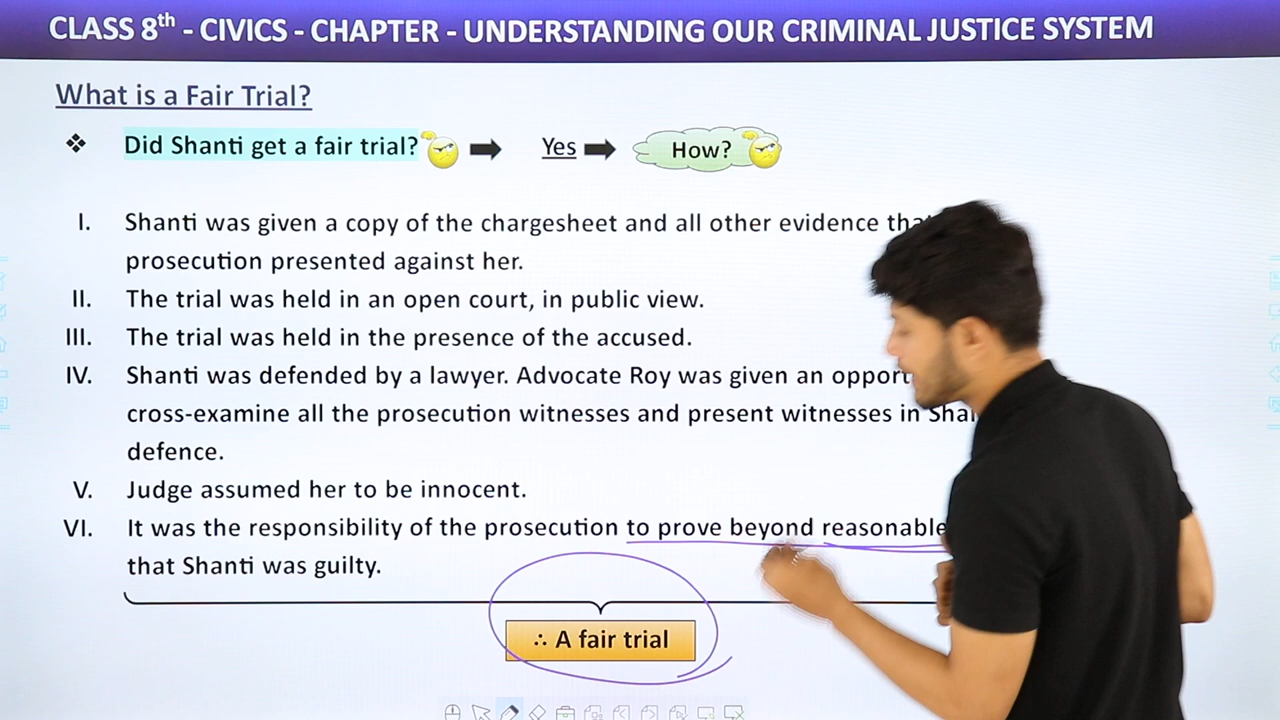 CLASS 8th - CIVICS - CHAPTER - UNDERSTANDING OUR CRIMINAL JUSTICE SYSTEM
What is a Fair Trial?
❖ Did Shanti get a fair trial? Yes How?
I. Shanti was given a copy of the chargesheet and all other evidence
prosecution presented against her.
II. The trial was held in an open court, in public view.
III. The trial was held in the presence of the accused.
IV. Shanti was defended by a lawyer. Advocate Roy was given an
cross-examine all the prosecution witnesses and present witnesses in
defence.
V. Judge assumed her to be innocent.
VI. It was the responsibility of the prosecution to prove beyond reasonable
that Shanti was guilty.
∴ A fair trial